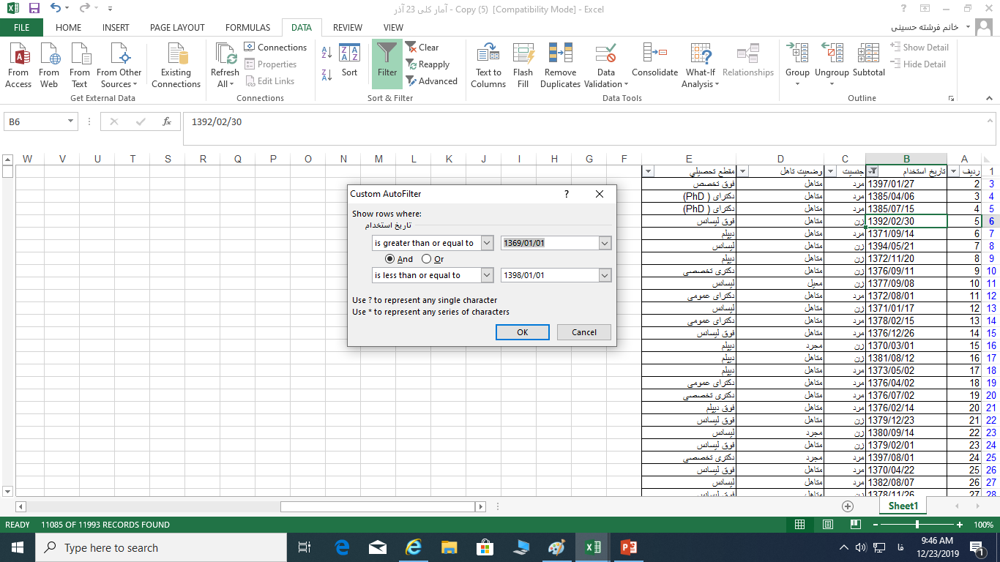 آمار کلی 23 آذر - Copy (5) [Compatibility Mode] - Excel
FILE HOME INSERT PAGE LAYOUT FORMULAS DATA REVIEW VIEW
خانم فرشته حسینی
From Access
From Web
From Text
From Other Sources
Existing Connections
Get External Data
Refresh All
Connections
Properties
Edit Links
Connections
Sort
Filter
Clear
Reapply
Advanced
Sort & Filter
Text to Columns
Flash Fill
Remove Duplicates
Data Validation
Consolidate
What-If Analysis
Relationships
Data Tools
Group
Ungroup
Subtotal
Show Detail
Hide Detail
Outline
B6 fx 1392/02/30
W V U T S R Q P O N M L K J I H G F E D C B A
1 ردیف تاریخ استخدام جنسیت وضعیت تاهل مقطع تحصیلی
3 2 1397/01/27 مرد متاهل فوق تخصص
4 3 1385/04/06 مرد متاهل دکترای ( PhD)
5 4 1385/07/15 مرد متاهل دکترای ( PhD)
6 5 1392/02/30 زن متاهل فوق لیسانس
7 6 1371/09/14 مرد متاهل دیپلم
8 7 1394/05/21 زن متاهل لیسانس
9 8 1372/11/20 زن متاهل دیپلم
10 9 1376/09/11 زن متاهل دکتری تخصصی
11 10 1377/09/08 زن معیل لیسانس
12 11 1372/08/01 مرد متاهل دکترای عمومی
13 12 1371/01/17 زن متاهل لیسانس
14 13 1378/02/15 مرد متاهل دکترای عمومی
15 14 1376/12/26 مرد متاهل فوق لیسانس
16 15 1370/03/01 زن مجرد دیپلم
17 16 1381/08/12 زن متاهل دیپلم
18 17 1373/05/02 مرد متاهل دیپلم
19 18 1376/04/02 مرد متاهل دکترای عمومی
20 19 1376/07/02 مرد متاهل دکتری تخصصی
21 20 1376/02/14 مرد متاهل فوق دیپلم
22 21 1379/12/23 زن متاهل فوق لیسانس
23 22 1380/09/14 زن مجرد لیسانس
24 23 1379/02/01 زن متاهل فوق لیسانس
25 24 1397/08/01 مرد مجرد دکتری تخصصی
26 25 1370/04/22 مرد متاهل فوق لیسانس
27 26 1382/08/07 مرد متاهل لیسانس
28 27 1378/11/26 زن متاهل فوق لیسانس
Custom AutoFilter
Show rows where:
تاریخ استخدام
is greater than or equal to 1369/01/01
And Or
is less than or equal to 1398/01/01
Use ? to represent any single character
Use * to represent any series of characters
OK Cancel
Sheet1
READY 11085 OF 11993 RECORDS FOUND 100%
Type here to search
فا
9:46 AM
12/23/2019
1